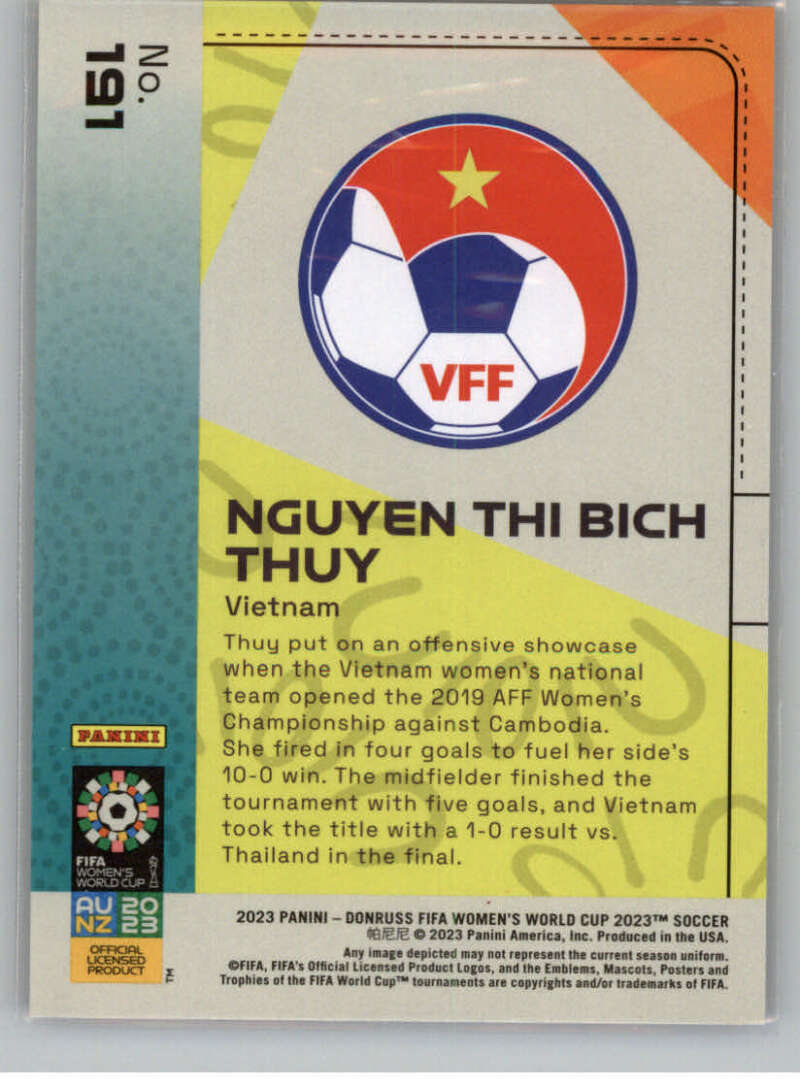 No.
191
VFF
NGUYEN THI BICH
THUY
Vietnam
Thuy put on an offensive showcase
when the Vietnam women's national
team opened the 2019 AFF Women's
Championship against Cambodia.
She fired in four goals to fuel her side's
10-0 win. The midfielder finished the
tournament with five goals, and Vietnam
took the title with a 1-0 result vs.
Thailand in the final.
PANINI
FIFA
WOMEN'S
WORLD CUP
AU 20
NZ 23
OFFICIAL
LICENSED
PRODUCT
TM
2023 PANINI – DONRUSS FIFA WOMEN'S WORLD CUP 2023™ SOCCER
帕尼尼 © 2023 Panini America, Inc. Produced in the USA.
Any image depicted may not represent the current season uniform.
©FIFA, FIFA's Official Licensed Product Logos, and the Emblems, Mascots, Posters and
Trophies of the FIFA World Cup™ tournaments are copyrights and/or trademarks of FIFA.